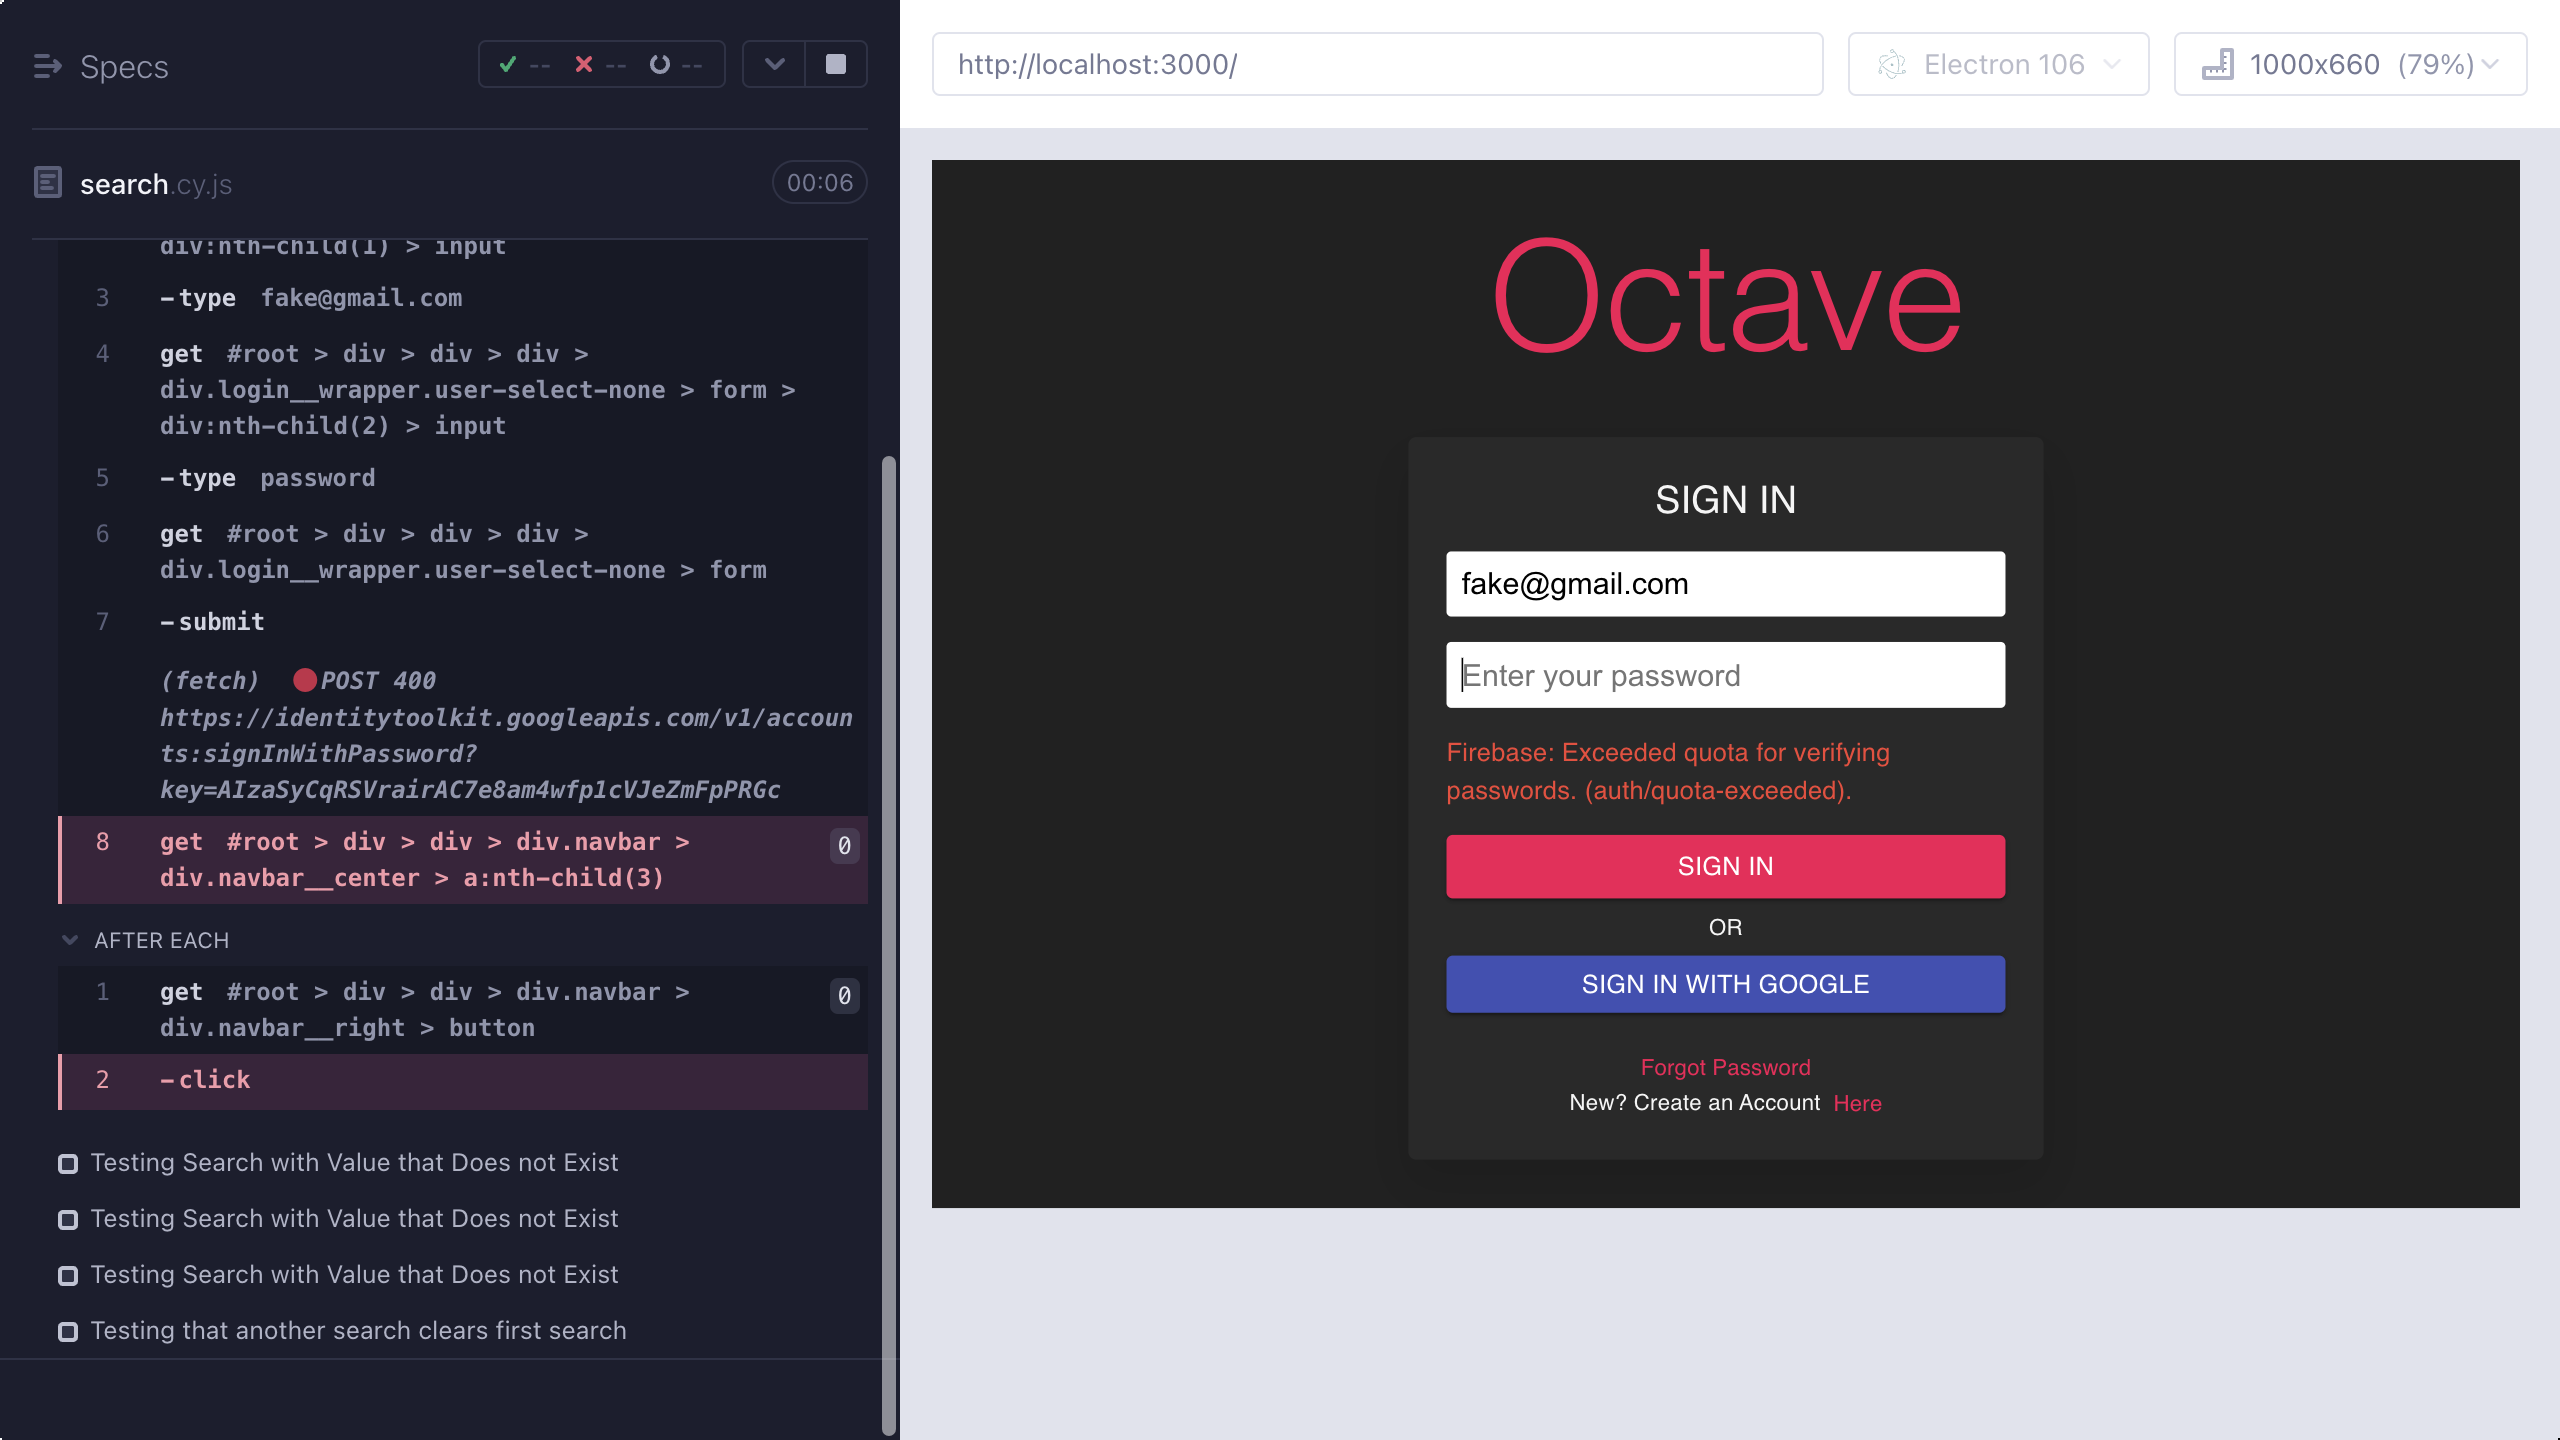 Specs
--
--
--
search.cy.js
00:06
div:nth-child(1) > input
3 -type fake@gmail.com
4 get #root > div > div > div >
div.login__wrapper.user-select-none > form >
div:nth-child(2) > input
5 -type password
6 get #root > div > div > div >
div.login__wrapper.user-select-none > form
7 -submit
(fetch) POST 400
https://identitytoolkit.googleapis.com/v1/accoun
ts:signInWithPassword?
key=AIzaSyCqRSVrairAC7e8am4wfp1cVJeZmFpPRGc
8 get #root > div > div > div.navbar > 0
div.navbar__center > a:nth-child(3)
AFTER EACH
1 get #root > div > div > div.navbar > 0
div.navbar__right > button
2 -click
Testing Search with Value that Does not Exist
Testing Search with Value that Does not Exist
Testing Search with Value that Does not Exist
Testing that another search clears first search
http://localhost:3000/
Electron 106
1000x660 (79%)
Octave
SIGN IN
fake@gmail.com
Enter your password
Firebase: Exceeded quota for verifying
passwords. (auth/quota-exceeded).
SIGN IN
OR
SIGN IN WITH GOOGLE
Forgot Password
New? Create an Account Here